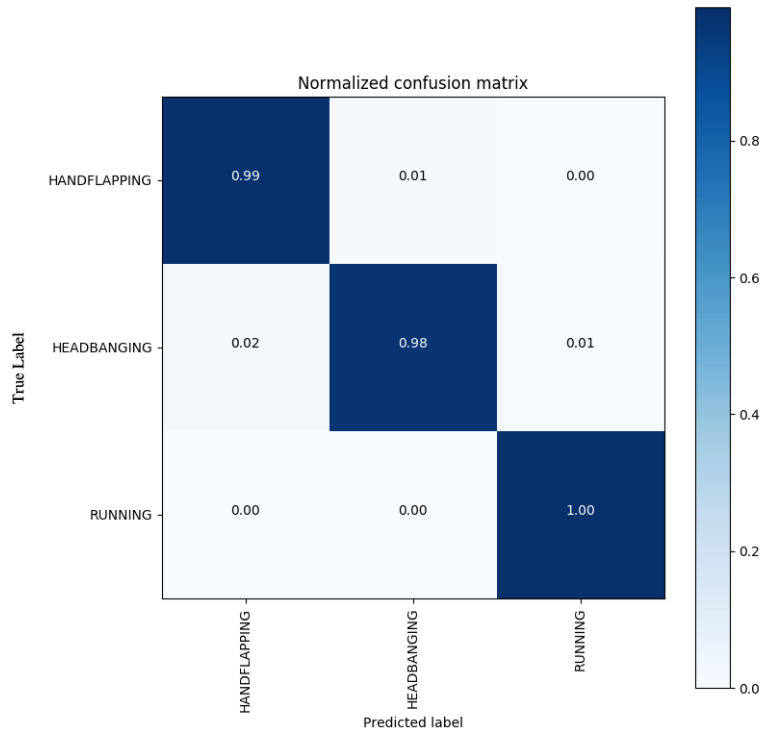 Normalized confusion matrix
HANDFLAPPING
0.99
0.01
0.00
0.8
0.6
HEADBANGING
0.02
0.98
0.01
True Label
0.4
RUNNING
0.00
0.00
1.00
0.2
0.0
HANDFLAPPING
HEADBANGING
RUNNING
Predicted label